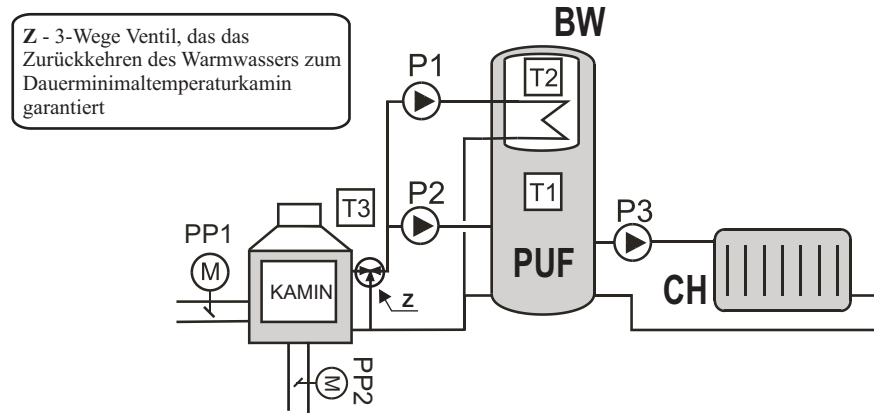 Z - 3-Wege Ventil, das das
Zurückkehren des Warmwassers zum
Dauerminimaltemperaturkamin
garantiert
BW
P1
T2
T3
P2
T1
P3
PP1
M
KAMIN
PUF
CH
Z
M
PP2